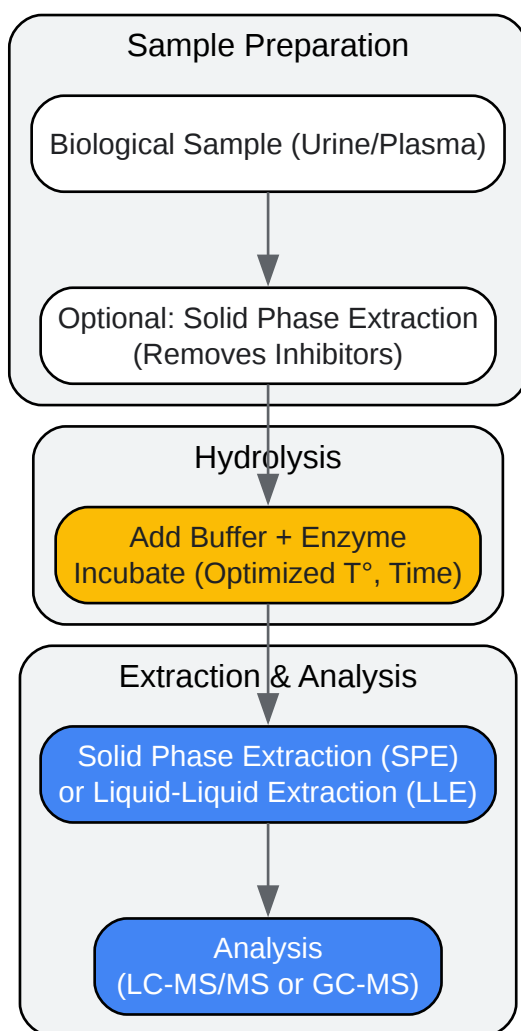 Sample Preparation
Biological Sample (Urine/Plasma)
Optional: Solid Phase Extraction
(Removes Inhibitors)
Hydrolysis
Add Buffer + Enzyme
Incubate (Optimized T°, Time)
Extraction & Analysis
Solid Phase Extraction (SPE)
or Liquid-Liquid Extraction (LLE)
Analysis
(LC-MS/MS or GC-MS)